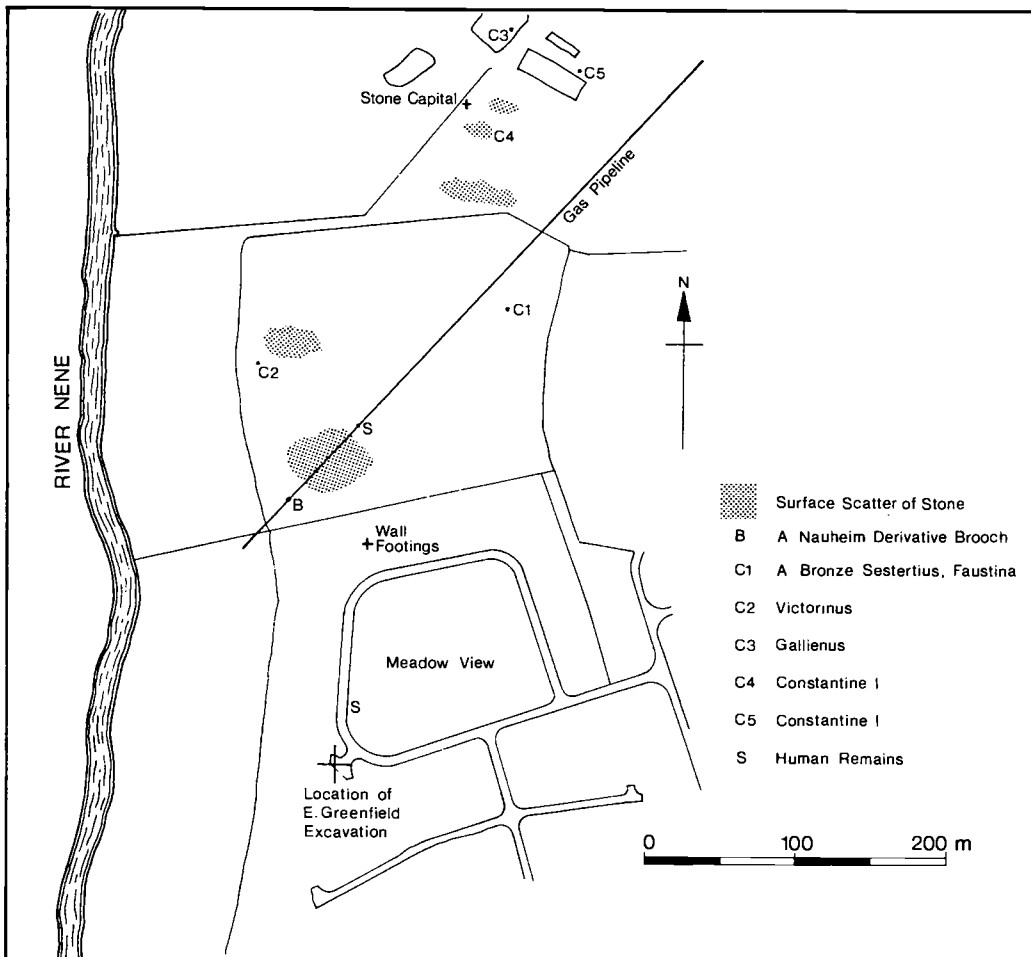 C3
C5
Stone Capital
C4
Gas Pipeline
N
C1
RIVER NENE
C2
S
B
Wall
Footings
Meadow View
S
Location of
E. Greenfield
Excavation
Surface Scatter of Stone
B A Nauheim Derivative Brooch
C1 A Bronze Sestertius, Faustina
C2 Victorinus
C3 Gallienus
C4 Constantine I
C5 Constantine I
S Human Remains
0 100 200 m